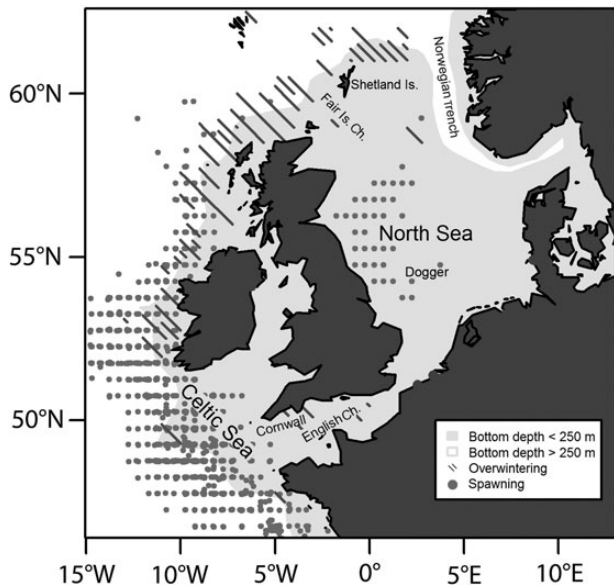 60°N
55°N
50°N
15°W
10°W
5°W
0°
5°E
10°E
Norwegian Trench
Shetland Is.
Fair Is. Ch.
North Sea
Dogger
Celtic Sea
Cornwall
English Ch.
Bottom depth < 250 m
Bottom depth > 250 m
Overwintering
Spawning